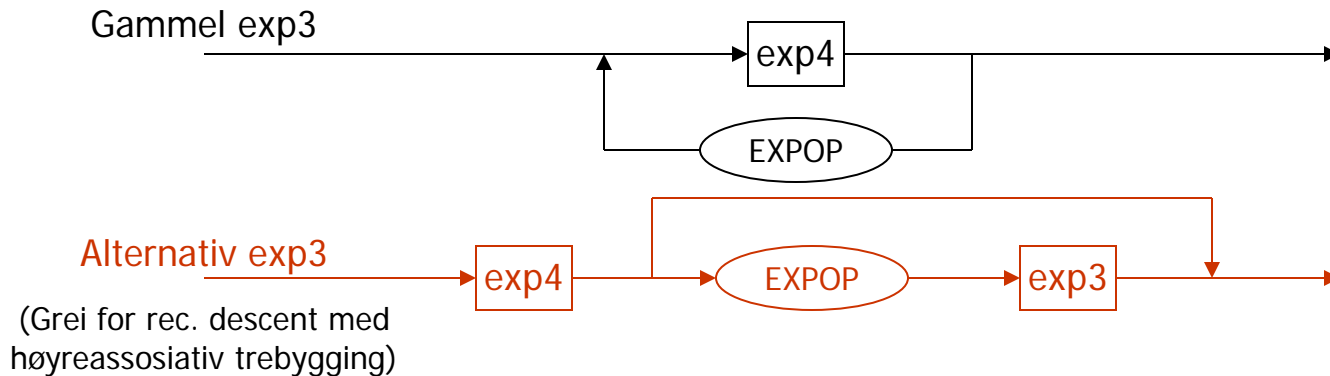 Gammel exp3
exp4
EXPOP
Alternativ exp3
exp4
EXPOP
exp3
(Grei for rec. descent med
høyreassosiativ trebygging)